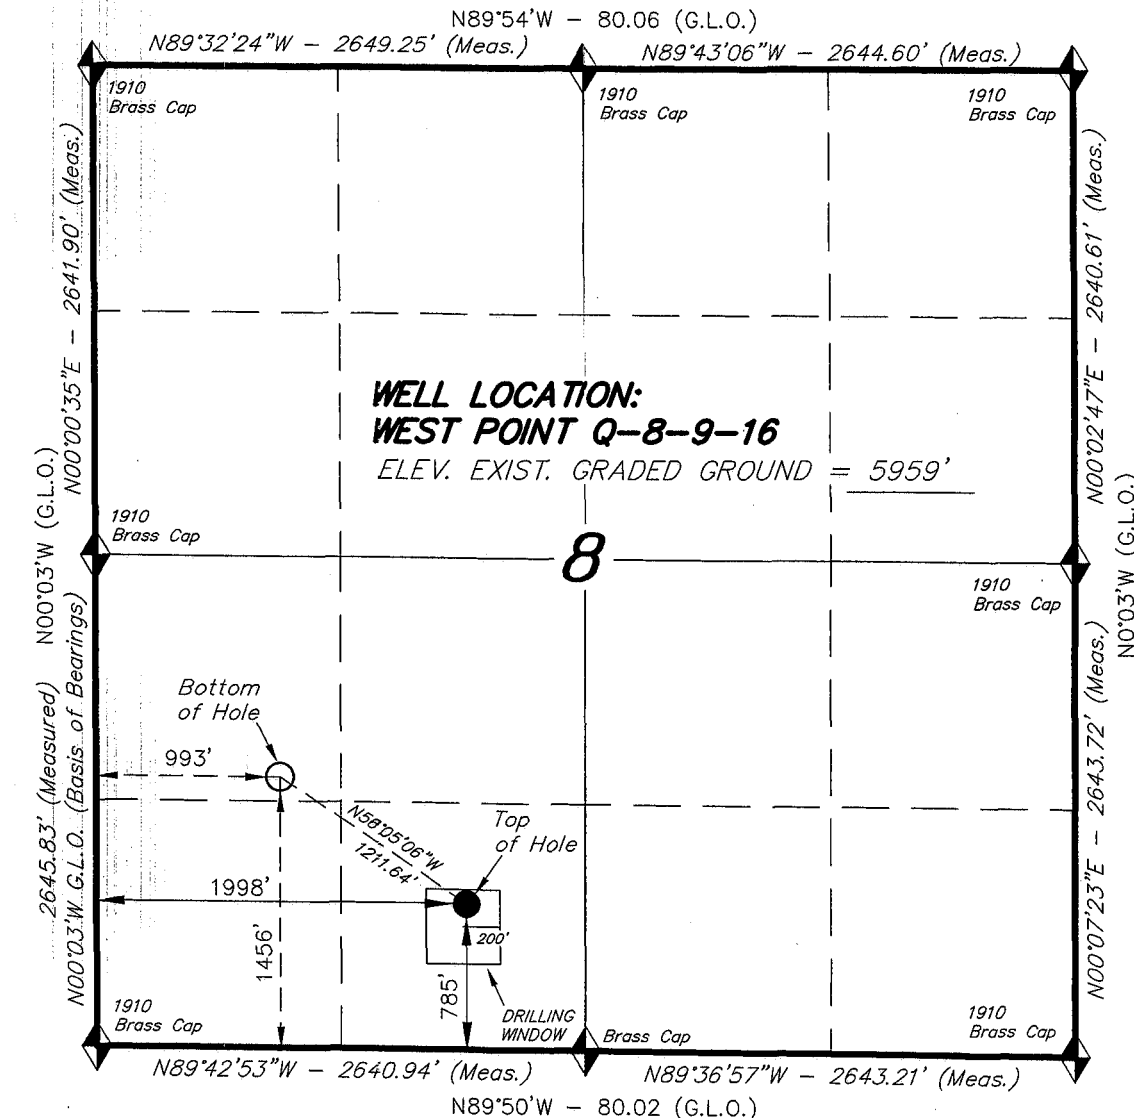 N89°54'W - 80.06 (G.L.O.)
N89°32'24"W - 2649.25' (Meas.)
N89°43'06"W - 2644.60' (Meas.)
1910
Brass Cap
1910
Brass Cap
1910
Brass Cap
N00°00'35"E - 2641.90' (Meas.)
N00°02'47"E - 2640.61' (Meas.)
WELL LOCATION:
WEST POINT Q-8-9-16
ELEV. EXIST. GRADED GROUND = 5959'
N00°03'W (G.L.O.)
N0°03'W (G.L.O.)
1910
Brass Cap
8
1910
Brass Cap
2645.83' (Measured)
N00°03'W G.L.O. (Basis of Bearings)
N00°07'23"E - 2643.72' (Meas.)
Bottom
of Hole
993'
N58°05'06"W
1211.64'
Top
of Hole
1998'
1456'
785'
200'
DRILLING
WINDOW
1910
Brass Cap
Brass Cap
1910
Brass Cap
N89°42'53"W - 2640.94' (Meas.)
N89°36'57"W - 2643.21' (Meas.)
N89°50'W - 80.02 (G.L.O.)